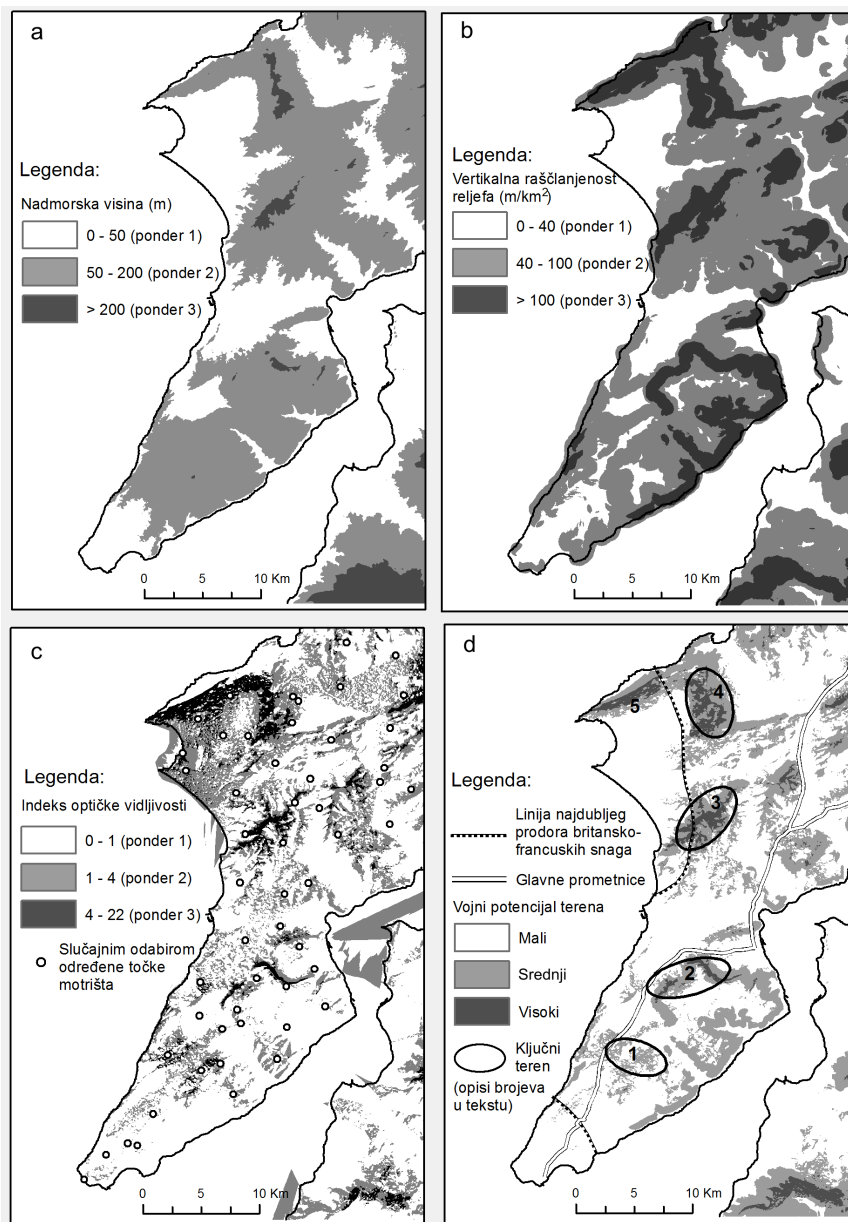 a
Legenda:
Nadmorska visina (m)
0 - 50 (ponder 1)
50 - 200 (ponder 2)
> 200 (ponder 3)
0 5 10 Km
b
Legenda:
Vertikalna raščlanjenost
reljefa (m/km²)
0 - 40 (ponder 1)
40 - 100 (ponder 2)
> 100 (ponder 3)
0 5 10 Km
c
Legenda:
Indeks optičke vidljivosti
0 - 1 (ponder 1)
1 - 4 (ponder 2)
4 - 22 (ponder 3)
Slučajnim odabirom
određene točke
motrišta
0 5 10 Km
d
4
5
3
2
1
Legenda:
Linija najdubljeg
prodora britansko-
francuskih snaga
Glavne prometnice
Vojni potencijal terena
Mali
Srednji
Visoki
Ključni
teren
(opisi brojeva
u tekstu)
0 5 10 Km